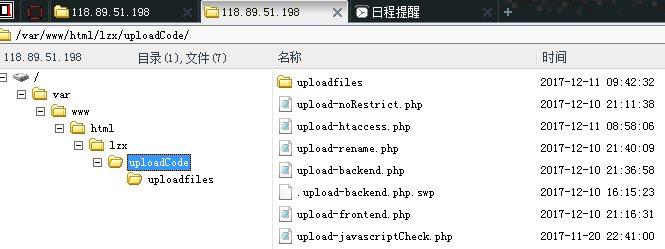 118.89.51.198 118.89.51.198 日程提醒
/var/www/html/lzx/uploadCode/
118.89.51.198 目录(1),文件(7) 名称 时间
/ uploadfiles 2017-12-11 09:42:32
var upload-noRestrict.php 2017-12-10 21:11:38
www upload-htaccess.php 2017-12-11 08:58:06
html upload-rename.php 2017-12-10 21:40:09
lzx upload-backend.php 2017-12-10 21:36:58
uploadCode .upload-backend.php.swp 2017-12-10 16:15:23
uploadfiles upload-frontend.php 2017-12-10 21:16:31
upload-javascriptCheck.php 2017-11-20 22:41:00